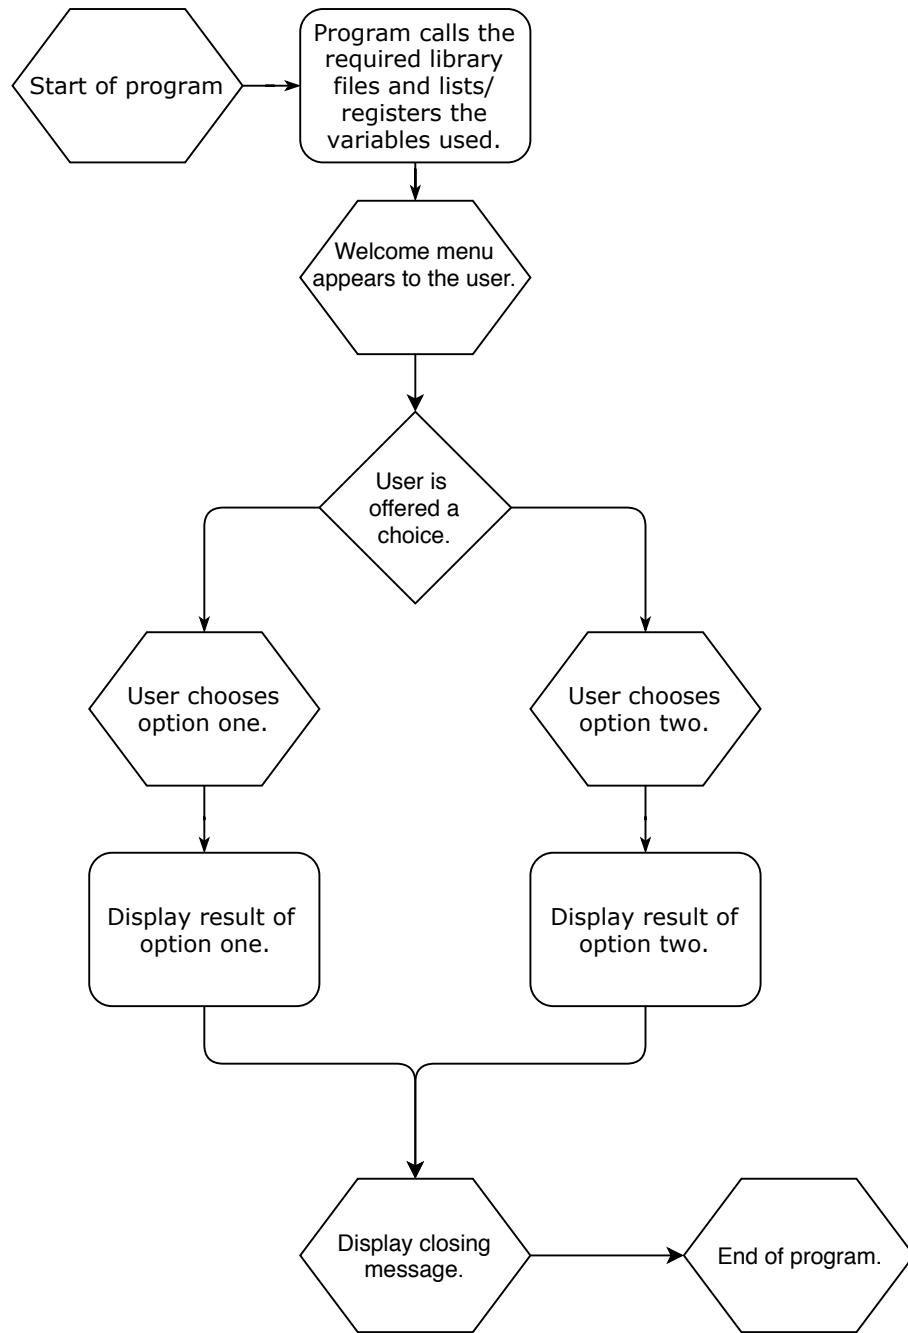 Start of program
Program calls the
required library
files and lists/
registers the
variables used.
Welcome menu
appears to the user.
User is
offered a
choice.
User chooses
option one.
User chooses
option two.
Display result of
option one.
Display result of
option two.
Display closing
message.
End of program.